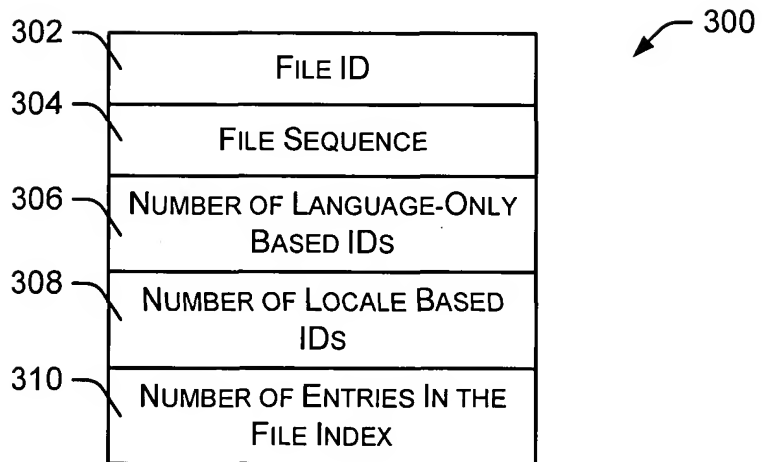 300
302
FILE ID
304
FILE SEQUENCE
306
NUMBER OF LANGUAGE-ONLY
BASED IDS
308
NUMBER OF LOCALE BASED
IDS
310
NUMBER OF ENTRIES IN THE
FILE INDEX